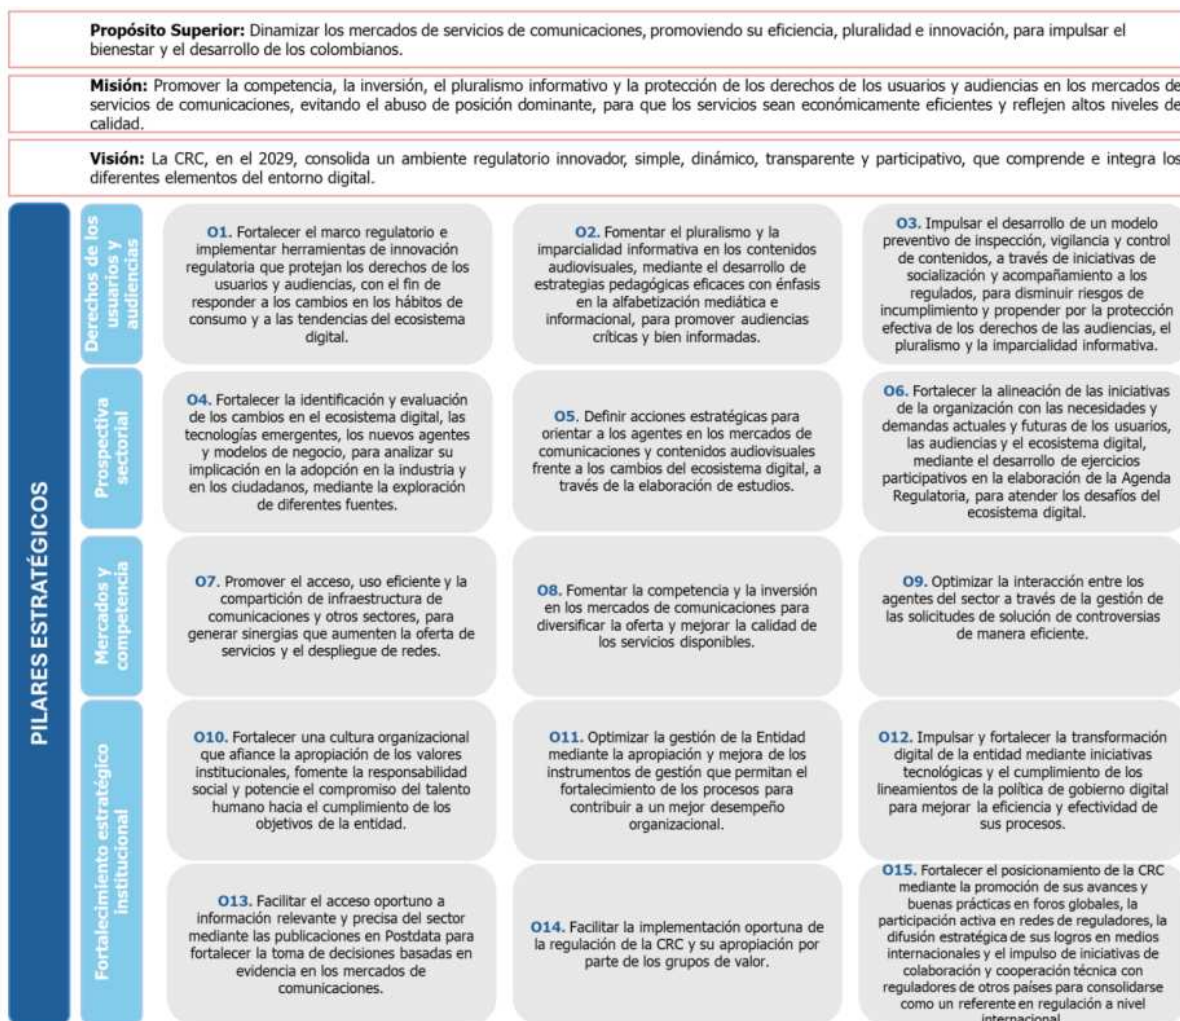 Propósito Superior: Dinamizar los mercados de servicios de comunicaciones, promoviendo su eficiencia, pluralidad e innovación, para impulsar el
bienestar y el desarrollo de los colombianos.
Misión: Promover la competencia, la inversión, el pluralismo informativo y la protección de los derechos de los usuarios y audiencias en los mercados de
servicios de comunicaciones, evitando el abuso de posición dominante, para que los servicios sean económicamente eficientes y reflejen altos niveles de
calidad.
Visión: La CRC, en el 2029, consolida un ambiente regulatorio innovador, simple, dinámico, transparente y participativo, que comprende e integra los
diferentes elementos del entorno digital.
PILARES ESTRATÉGICOS
Derechos de los
usuarios y
audiencias
O1. Fortalecer el marco regulatorio e
implementar herramientas de innovación
regulatoria que protejan los derechos de los
usuarios y audiencias, con el fin de
responder a los cambios en los hábitos de
consumo y a las tendencias del ecosistema
digital.
O2. Fomentar el pluralismo y la
imparcialidad informativa en los contenidos
audiovisuales, mediante el desarrollo de
estrategias pedagógicas eficaces con énfasis
en la alfabetización mediática e
informacional, para promover audiencias
críticas y bien informadas.
O3. Impulsar el desarrollo de un modelo
preventivo de inspección, vigilancia y control
de contenidos, a través de iniciativas de
socialización y acompañamiento a los
regulados, para disminuir riesgos de
incumplimiento y propender por la protección
efectiva de los derechos de las audiencias, el
pluralismo y la imparcialidad informativa.
Prospectiva
sectorial
O4. Fortalecer la identificación y evaluación
de los cambios en el ecosistema digital, las
tecnologías emergentes, los nuevos agentes
y modelos de negocio, para analizar su
implicación en la adopción en la industria y
en los ciudadanos, mediante la exploración
de diferentes fuentes.
O5. Definir acciones estratégicas para
orientar a los agentes en los mercados de
comunicaciones y contenidos audiovisuales
frente a los cambios del ecosistema digital, a
través de la elaboración de estudios.
O6. Fortalecer la alineación de las iniciativas
de la organización con las necesidades y
demandas actuales y futuras de los usuarios,
las audiencias y el ecosistema digital,
mediante el desarrollo de ejercicios
participativos en la elaboración de la Agenda
Regulatoria, para atender los desafíos del
ecosistema digital.
Mercados y
competencia
O7. Promover el acceso, uso eficiente y la
compartición de infraestructura de
comunicaciones y otros sectores, para
generar sinergias que aumenten la oferta de
servicios y el despliegue de redes.
O8. Fomentar la competencia y la inversión
en los mercados de comunicaciones para
diversificar la oferta y mejorar la calidad de
los servicios disponibles.
O9. Optimizar la interacción entre los
agentes del sector a través de la gestión de
las solicitudes de solución de controversias
de manera eficiente.
Fortalecimiento estratégico
institucional
O10. Fortalecer una cultura organizacional
que afiance la apropiación de los valores
institucionales, fomente la responsabilidad
social y potencie el compromiso del talento
humano hacia el cumplimiento de los
objetivos de la entidad.
O11. Optimizar la gestión de la Entidad
mediante la apropiación y mejora de los
instrumentos de gestión que permitan el
fortalecimiento de los procesos para
contribuir a un mejor desempeño
organizacional.
O12. Impulsar y fortalecer la transformación
digital de la entidad mediante iniciativas
tecnológicas y el cumplimiento de los
lineamientos de la política de gobierno digital
para mejorar la eficiencia y efectividad de
sus procesos.
O13. Facilitar el acceso oportuno a
información relevante y precisa del sector
mediante las publicaciones en Postdata para
fortalecer la toma de decisiones basadas en
evidencia en los mercados de
comunicaciones.
O14. Facilitar la implementación oportuna de
la regulación de la CRC y su apropiación por
parte de los grupos de valor.
O15. Fortalecer el posicionamiento de la CRC
mediante la promoción de sus avances y
buenas prácticas en foros globales, la
participación activa en redes de reguladores, la
difusión estratégica de sus logros en medios
internacionales y el impulso de iniciativas de
colaboración y cooperación técnica con
reguladores de otros países para consolidarse
como un referente en regulación a nivel
internacional